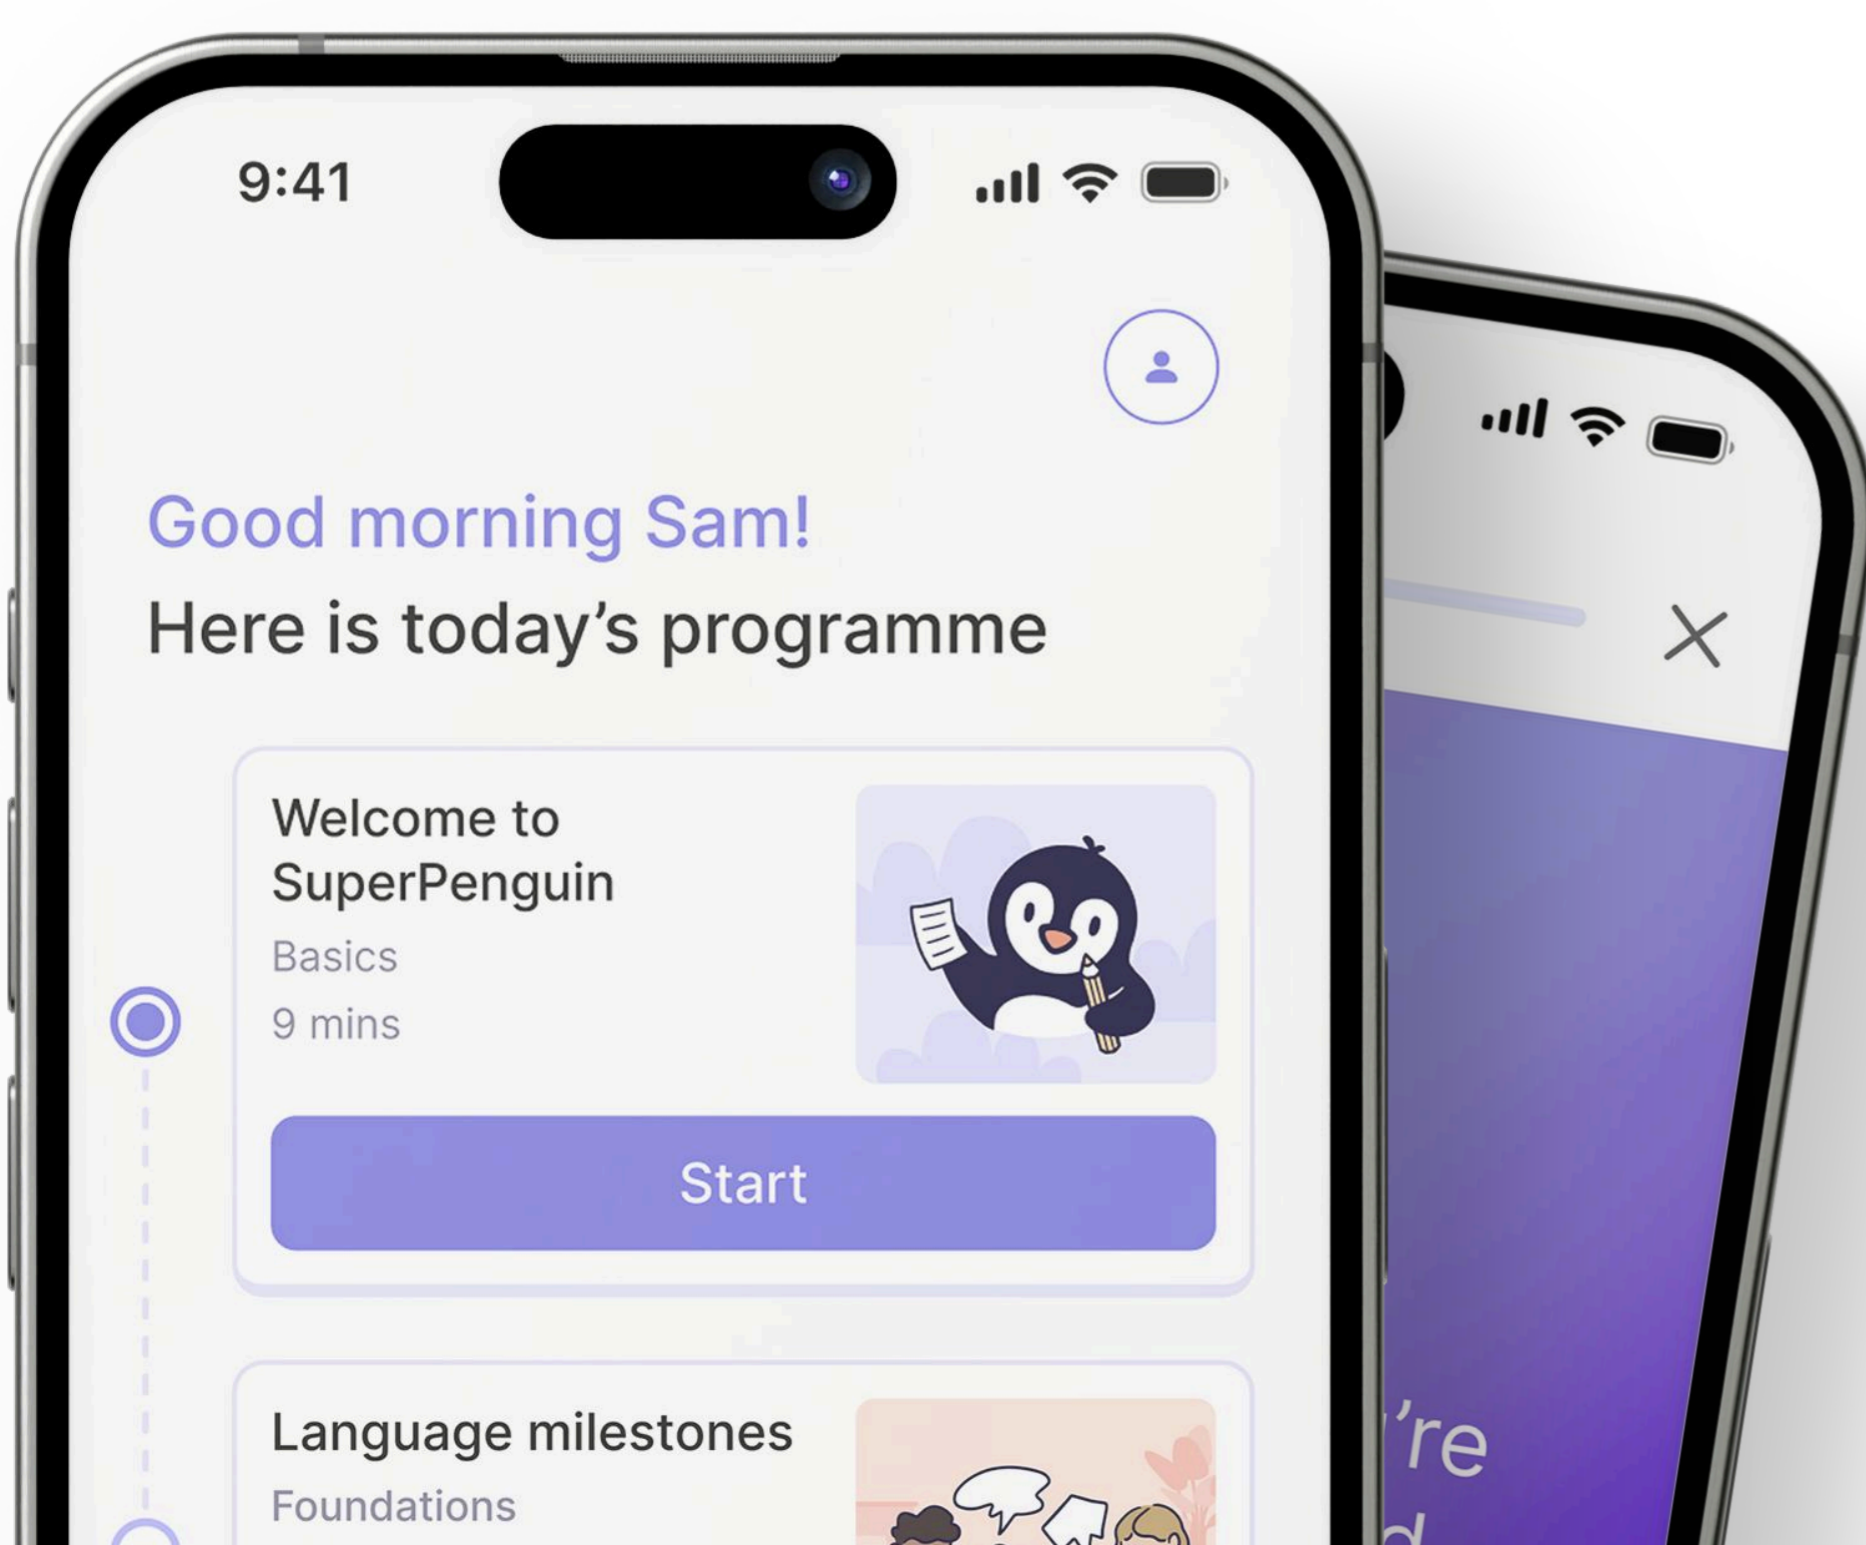 9:41
Good morning Sam!
Here is today’s programme
Welcome to
SuperPenguin
Basics
9 mins
Start
Language milestones
Foundations
’re